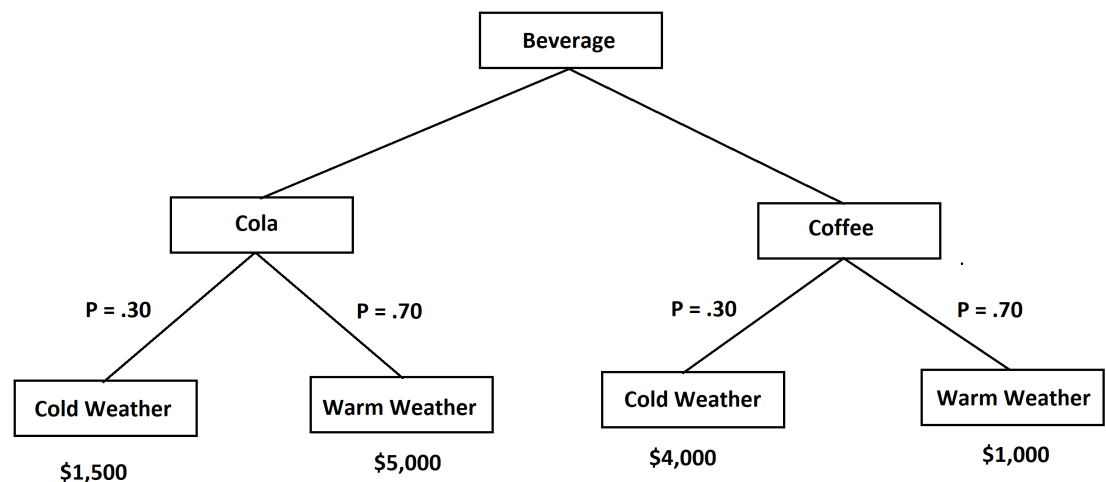 Beverage
Cola
Coffee
P = .30
P = .70
P = .30
P = .70
Cold Weather
Warm Weather
Cold Weather
Warm Weather
$1,500
$5,000
$4,000
$1,000